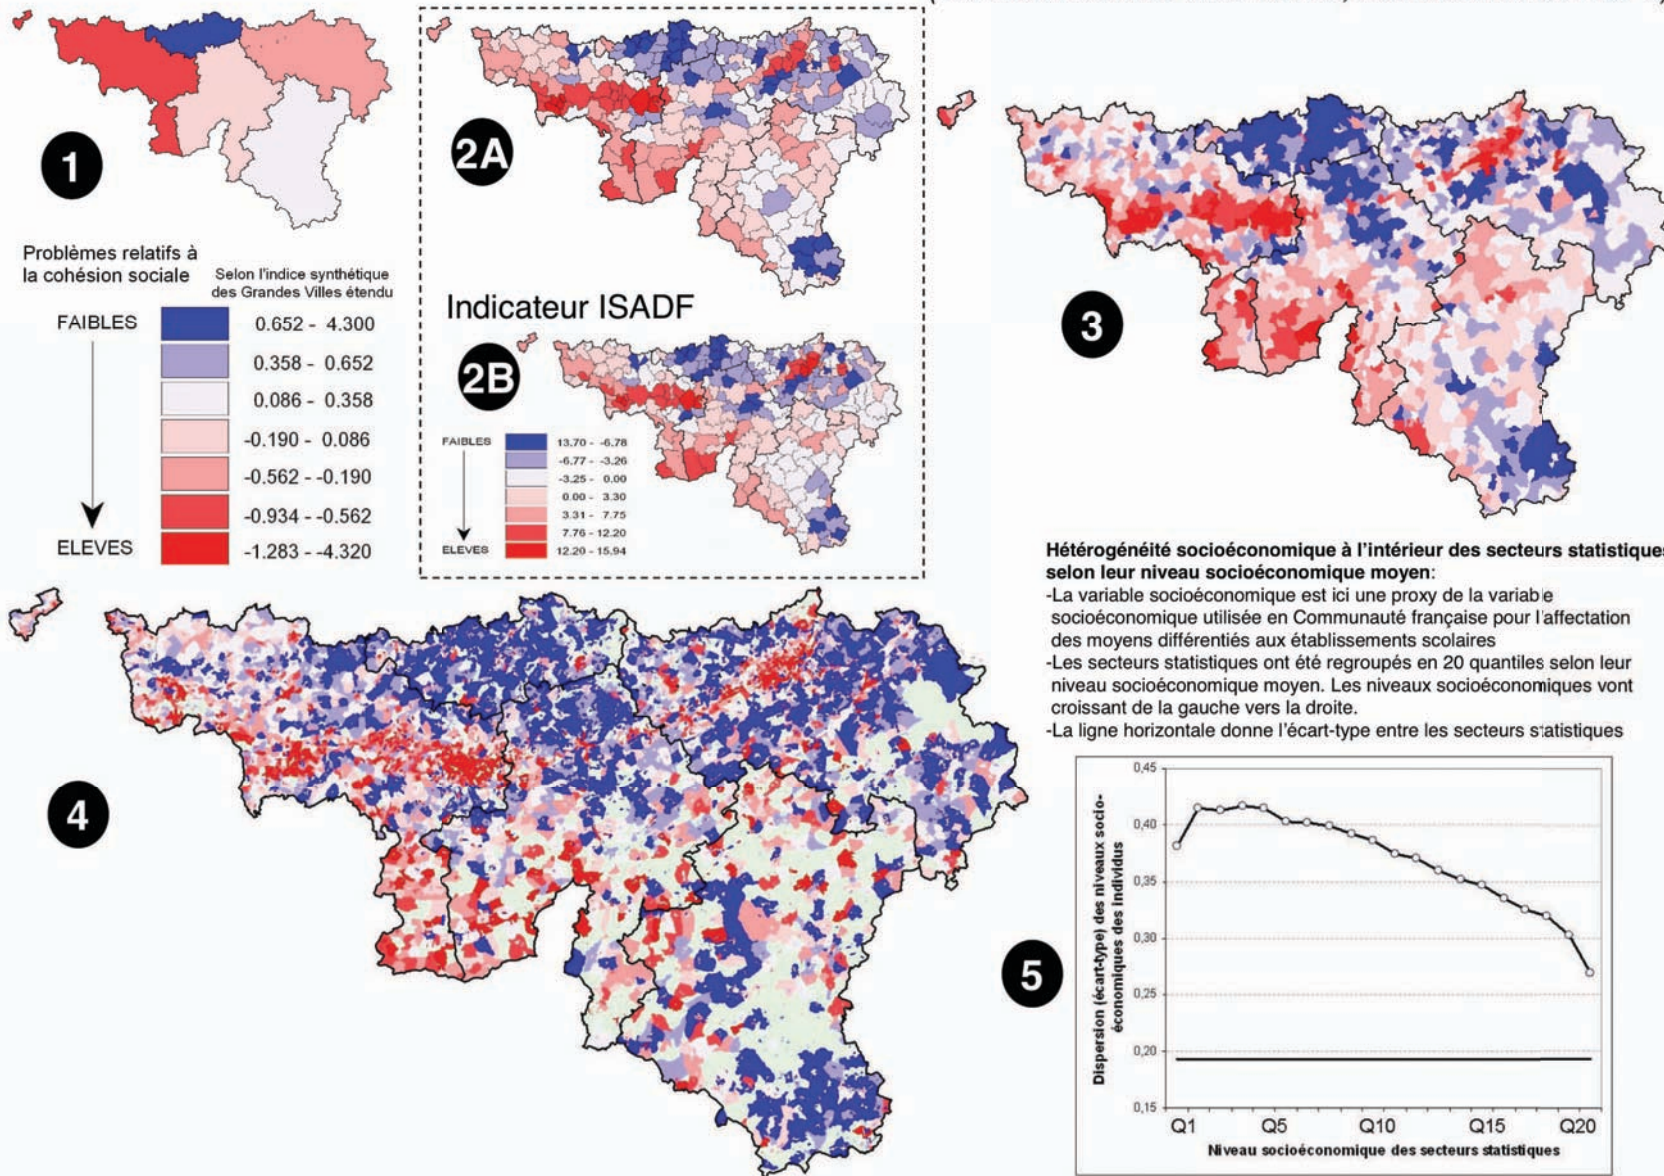 1
Problèmes relatifs à
la cohésion sociale
Selon l'indice synthétique
des Grandes Villes étendu
FAIBLES
0.652 - 4.300
0.358 - 0.652
0.086 - 0.358
-0.190 - 0.086
-0.562 - -0.190
-0.934 - -0.562
-1.283 - -4.320
ELEVES
2A
Indicateur ISADF
2B
FAIBLES
13.70 - -6.78
-6.77 - -3.26
-3.25 - 0.00
0.00 - 3.30
3.31 - 7.75
7.76 - 12.20
12.20 - 15.94
ELEVES
3
4
Hétérogénéité socioéconomique à l'intérieur des secteurs statistiques
selon leur niveau socioéconomique moyen:
-La variable socioéconomique est ici une proxy de la variable
socioéconomique utilisée en Communauté française pour l'affectation
des moyens différentiés aux établissements scolaires
-Les secteurs statistiques ont été regroupés en 20 quantiles selon leur
niveau socioéconomique moyen. Les niveaux socioéconomiques vont
croissant de la gauche vers la droite.
-La ligne horizontale donne l'écart-type entre les secteurs statistiques
5
Dispersion (écart-type) des niveaux socio-
économiques des individus
0,45
0,40
0,35
0,30
0,25
0,20
0,15
Q1 Q5 Q10 Q15 Q20
Niveau socioéconomique des secteurs statistiques